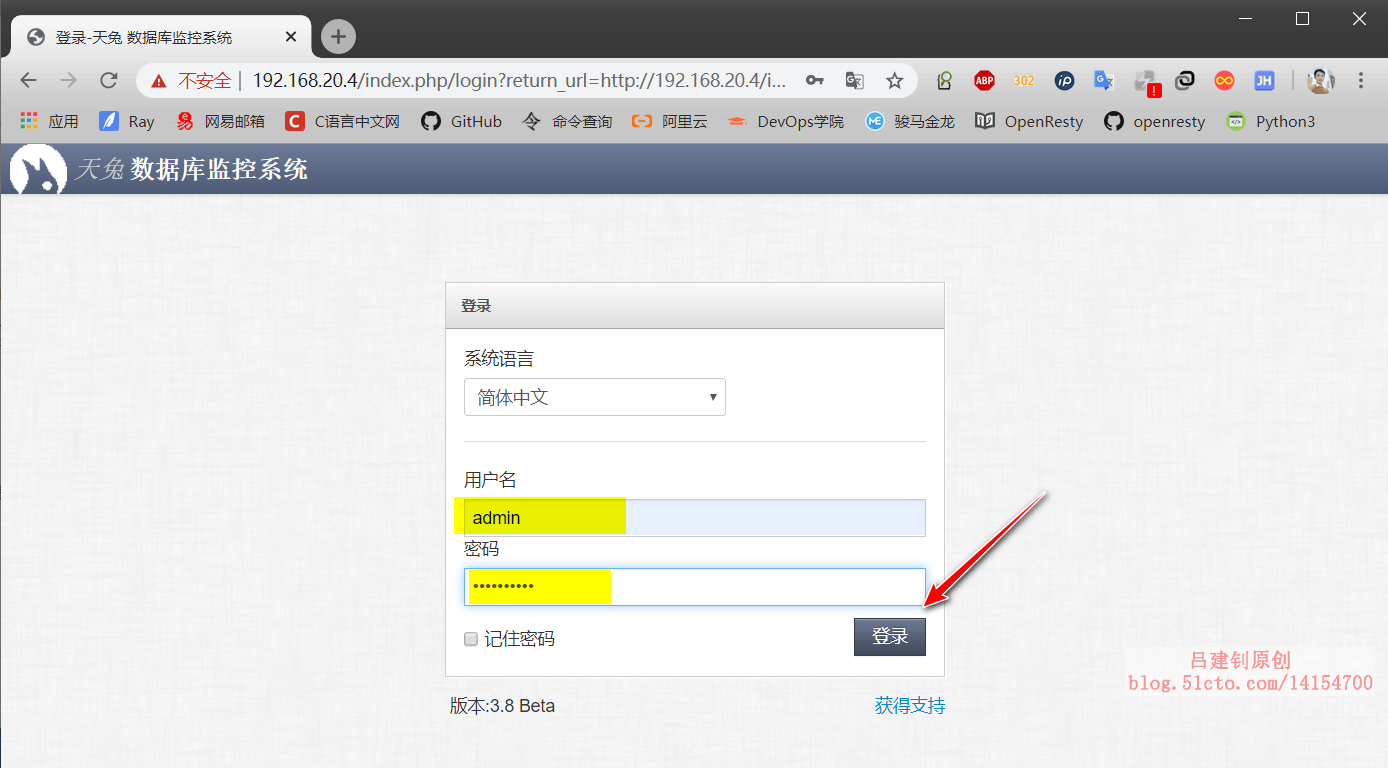 登录-天兔 数据库监控系统
不安全 | 192.168.20.4/index.php/login?return_url=http://192.168.20.4/i...
ABP 302 iP ! JH
应用 Ray 易 网易邮箱 C C语言中文网 GitHub 命令查询 阿里云 DevOps学院 ME 骏马金龙 OpenResty openresty Python3
天兔 数据库监控系统
登录
系统语言
简体中文
用户名
admin
密码
••••••••••
记住密码 登录
版本:3.8 Beta 获得支持
吕建钊原创
blog.51cto.com/14154700